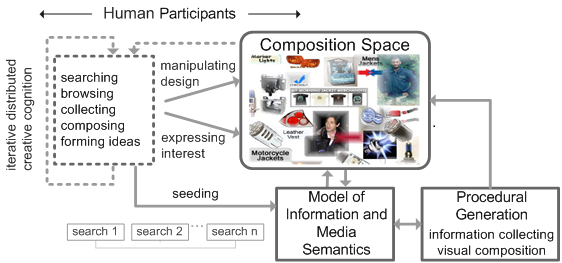 Human Participants
Composition Space
Marker
Lights
Mens
Jackets
Leather
Vest
Motorcycle
Jackets
iterative distributed
creative cognition
searching
browsing
collecting
composing
forming ideas
manipulating
design
expressing
interest
seeding
search 1
search 2
...
search n
Model of
Information and
Media
Semantics
Procedural
Generation
information collecting
visual composition